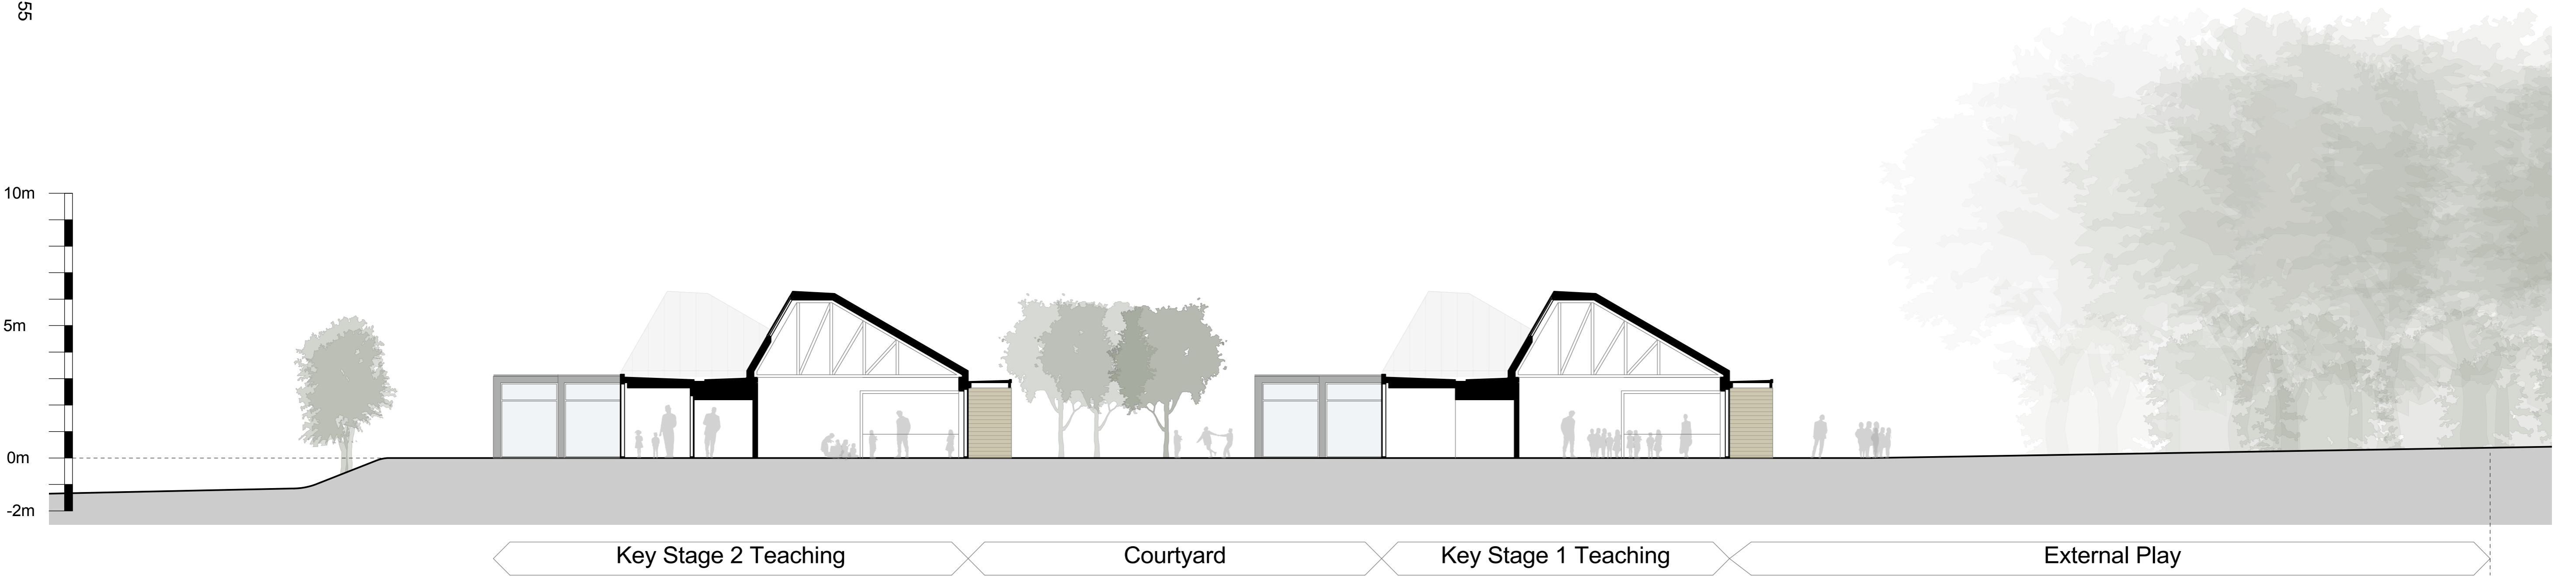 55
10m
5m
0m
-2m
Key Stage 2 Teaching
Courtyard
Key Stage 1 Teaching
External Play